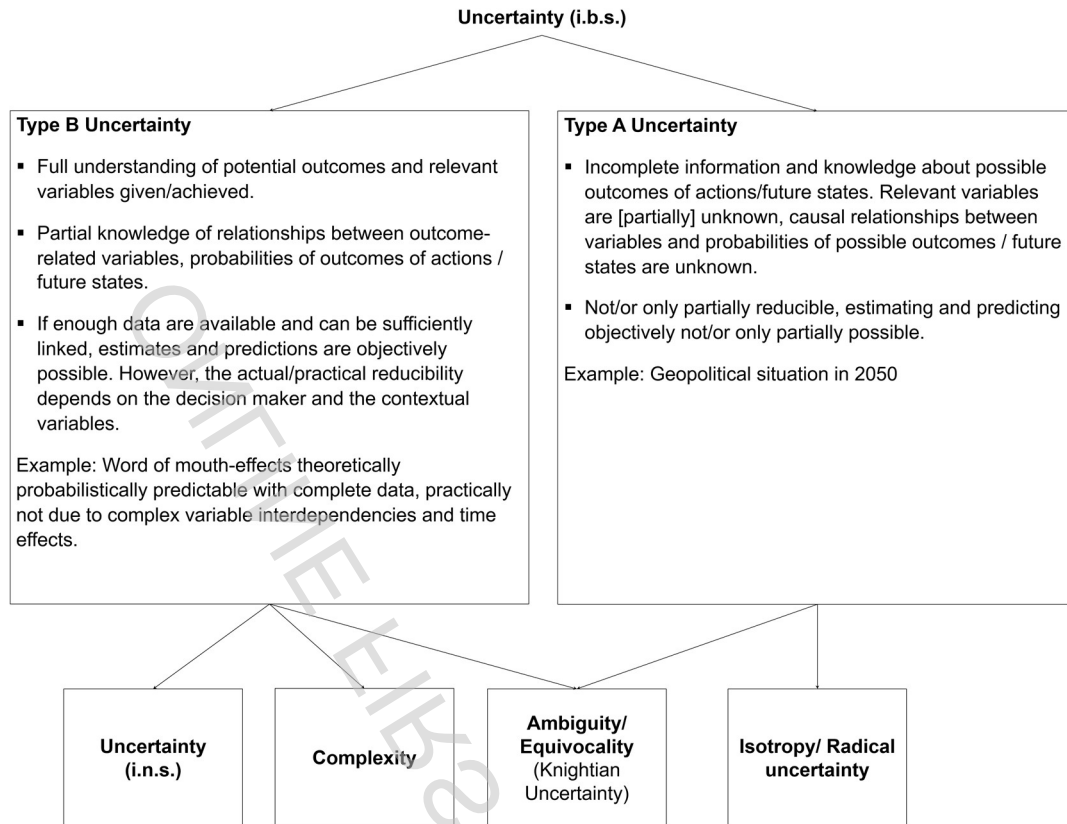 Uncertainty (i.b.s.)
Type B Uncertainty
▪ Full understanding of potential outcomes and relevant
variables given/achieved.
▪ Partial knowledge of relationships between outcome-
related variables, probabilities of outcomes of actions /
future states.
▪ If enough data are available and can be sufficiently
linked, estimates and predictions are objectively
possible. However, the actual/practical reducibility
depends on the decision maker and the contextual
variables.
Example: Word of mouth-effects theoretically
probabilistically predictable with complete data, practically
not due to complex variable interdependencies and time
effects.
Type A Uncertainty
▪ Incomplete information and knowledge about possible
outcomes of actions/future states. Relevant variables
are [partially] unknown, causal relationships between
variables and probabilities of possible outcomes / future
states are unknown.
▪ Not/or only partially reducible, estimating and predicting
objectively not/or only partially possible.
Example: Geopolitical situation in 2050
Uncertainty
(i.n.s.)
Complexity
Ambiguity/
Equivocality
(Knightian
Uncertainty)
Isotropy/ Radical
uncertainty
ONLINE FIRS